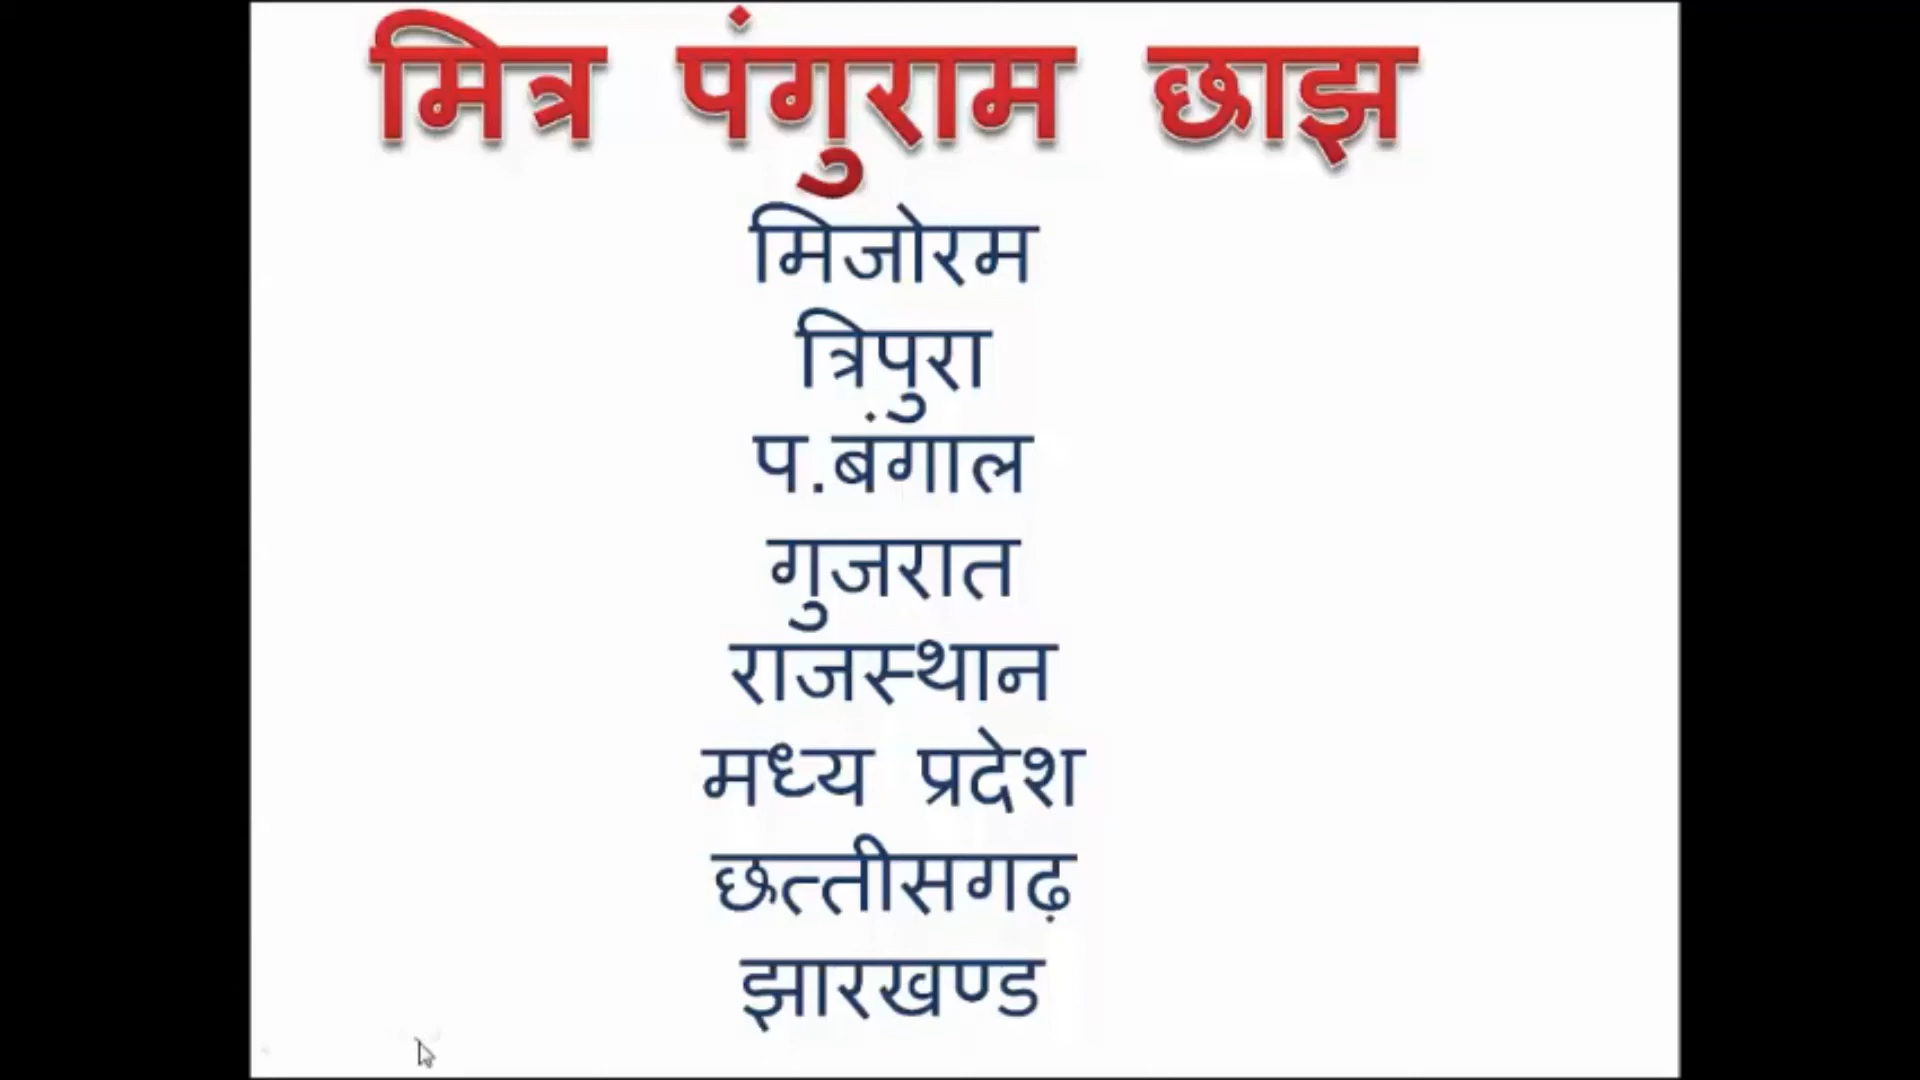 मित्र पंगुराम छाझ
मिजोरम
त्रिपुरा
प.बंगाल
गुजरात
राजस्थान
मध्य प्रदेश
छत्तीसगढ़
झारखण्ड